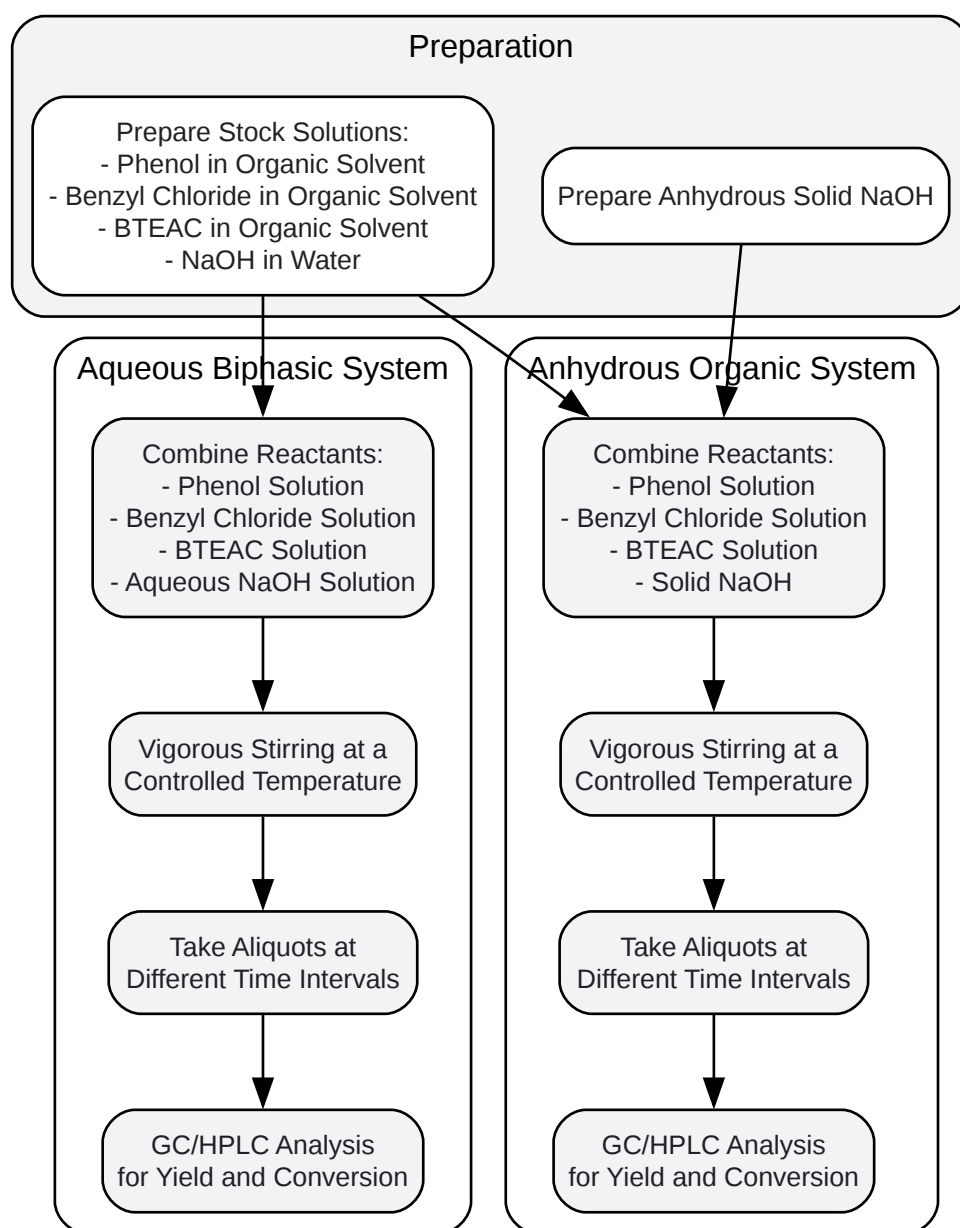 Preparation
Prepare Stock Solutions:
- Phenol in Organic Solvent
- Benzyl Chloride in Organic Solvent
- BTEAC in Organic Solvent
- NaOH in Water
Prepare Anhydrous Solid NaOH
Aqueous Biphasic System
Combine Reactants:
- Phenol Solution
- Benzyl Chloride Solution
- BTEAC Solution
- Aqueous NaOH Solution
Vigorous Stirring at a
Controlled Temperature
Take Aliquots at
Different Time Intervals
GC/HPLC Analysis
for Yield and Conversion
Anhydrous Organic System
Combine Reactants:
- Phenol Solution
- Benzyl Chloride Solution
- BTEAC Solution
- Solid NaOH
Vigorous Stirring at a
Controlled Temperature
Take Aliquots at
Different Time Intervals
GC/HPLC Analysis
for Yield and Conversion